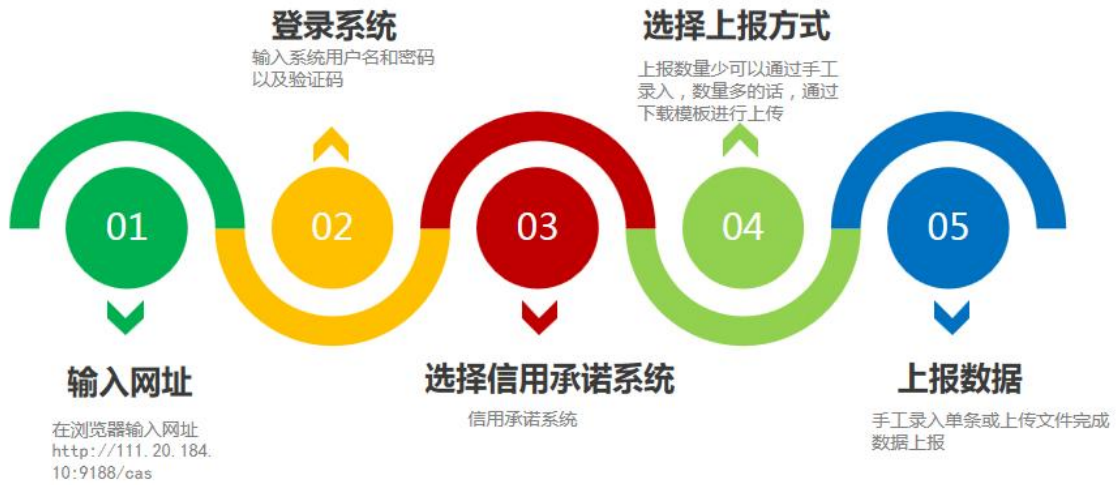 01
输入网址
在浏览器输入网址
http://111.20.184.
10:9188/cas
登录系统
输入系统用户名和密码
以及验证码
02
03
选择信用承诺系统
信用承诺系统
选择上报方式
上报数量少可以通过手工
录入，数量多的话，通过
下载模板进行上传
04
05
上报数据
手工录入单条或上传文件完成
数据上报